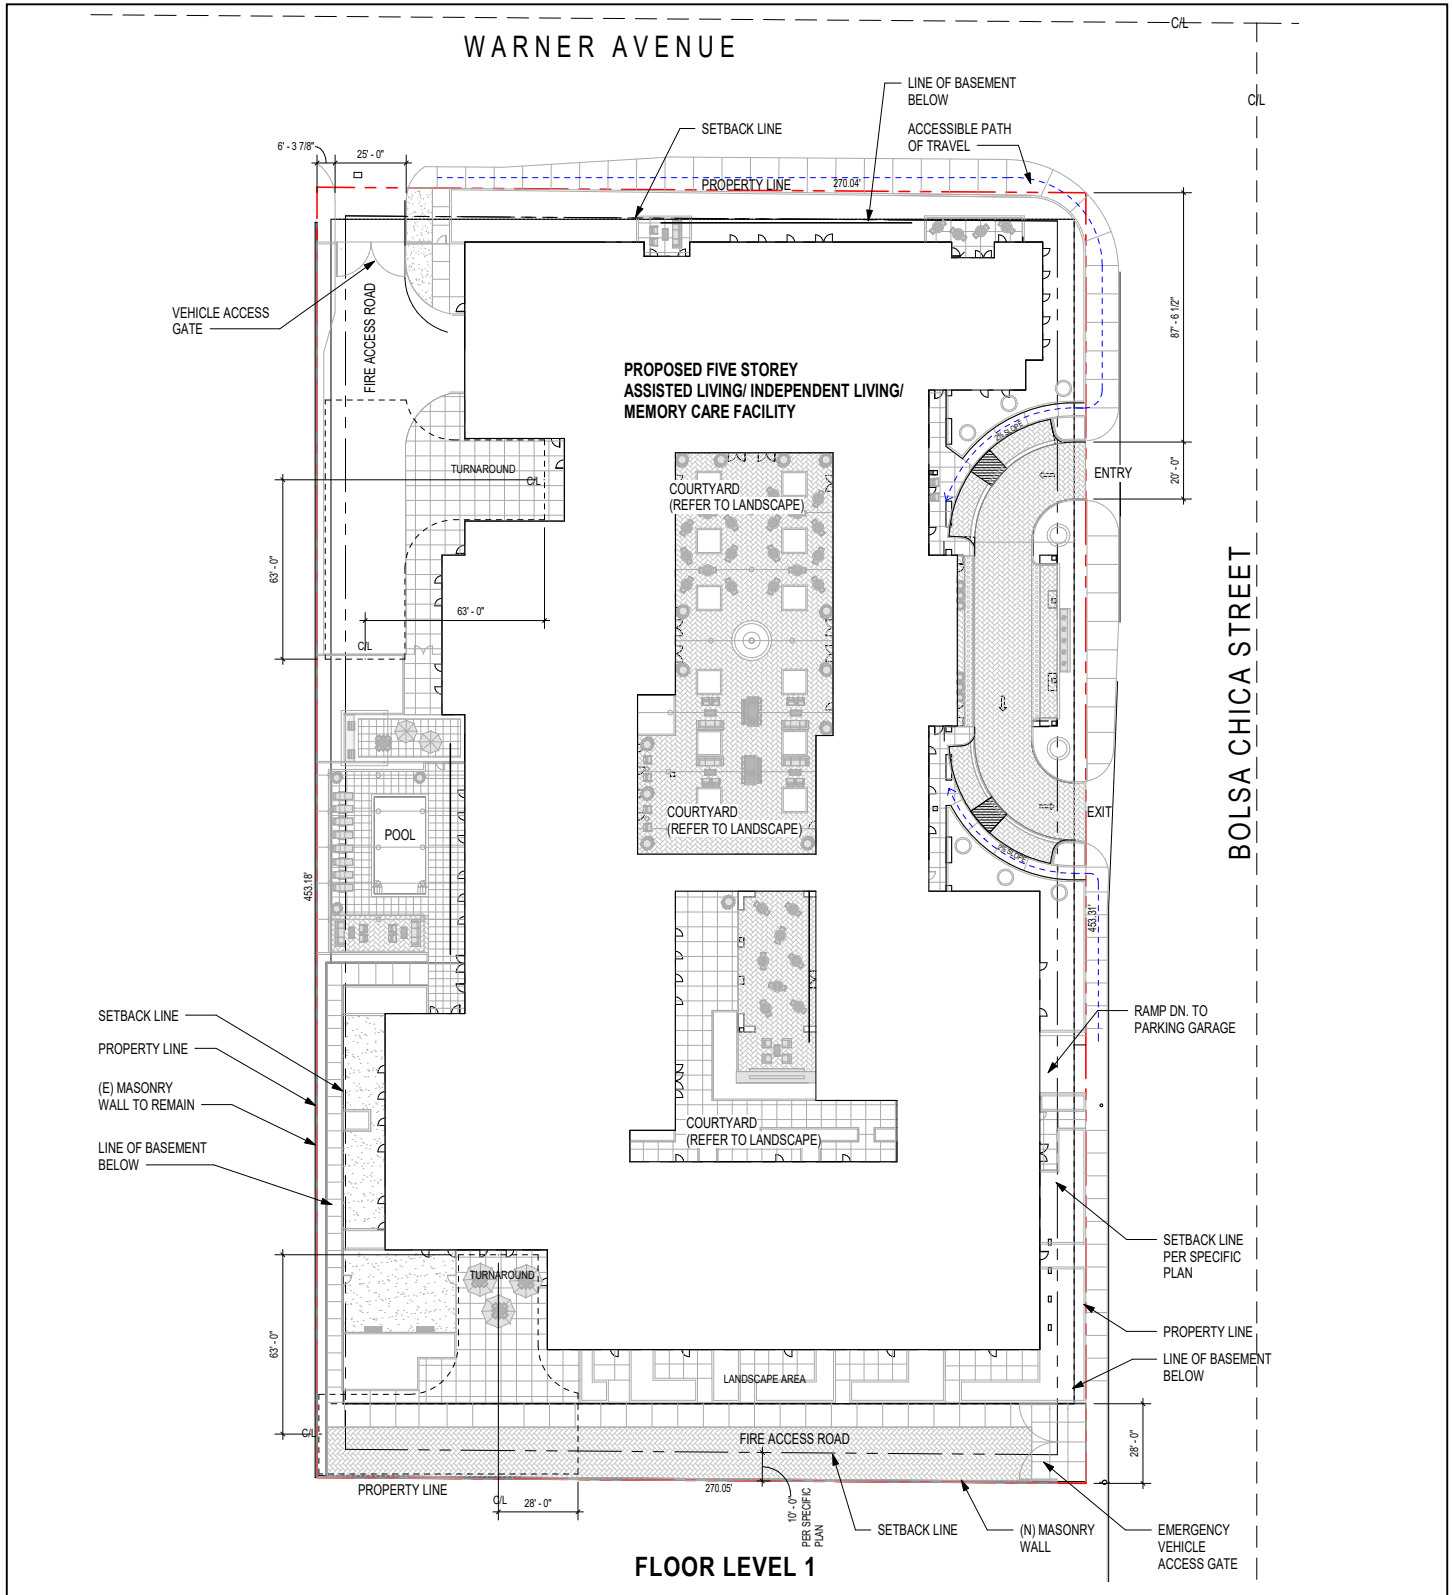 WARNER AVENUE
C/L
C/L
LINE OF BASEMENT
BELOW
SETBACK LINE
ACCESSIBLE PATH
OF TRAVEL
6' - 3 7/8"
25' - 0"
PROPERTY LINE
270.04'
VEHICLE ACCESS
GATE
FIRE ACCESS ROAD
87' - 6 1/2"
PROPOSED FIVE STOREY
ASSISTED LIVING/ INDEPENDENT LIVING/
MEMORY CARE FACILITY
2% SLOPE
TURNAROUND
C/L
ENTRY
20' - 0"
COURTYARD
(REFER TO LANDSCAPE)
63' - 0"
63' - 0"
C/L
BOLSA CHICA STREET
COURTYARD
(REFER TO LANDSCAPE)
POOL
EXIT
2% SLOPE
453.18'
453.31'
SETBACK LINE
PROPERTY LINE
(E) MASONRY
WALL TO REMAIN
LINE OF BASEMENT
BELOW
RAMP DN. TO
PARKING GARAGE
COURTYARD
(REFER TO LANDSCAPE)
SETBACK LINE
PER SPECIFIC
PLAN
TURNAROUND
63' - 0"
PROPERTY LINE
LINE OF BASEMENT
BELOW
LANDSCAPE AREA
C/L
FIRE ACCESS ROAD
28' - 0"
PROPERTY LINE
270.05'
C/L
28' - 0"
10' - 0"
PER SPECIFIC
PLAN
SETBACK LINE
(N) MASONRY
WALL
EMERGENCY
VEHICLE
ACCESS GATE
FLOOR LEVEL 1